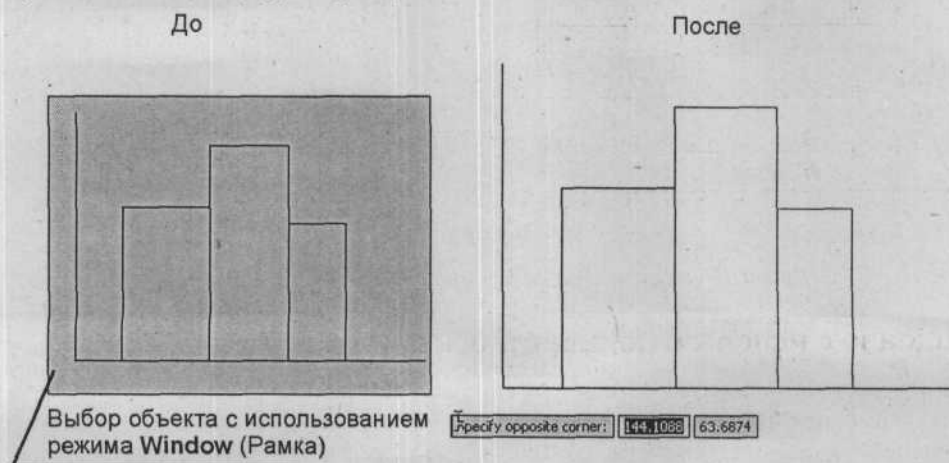 До
После
Выбор объекта с использованием
режима Window (Рамка)
Specify opposite corner: 144.1088 63.6874